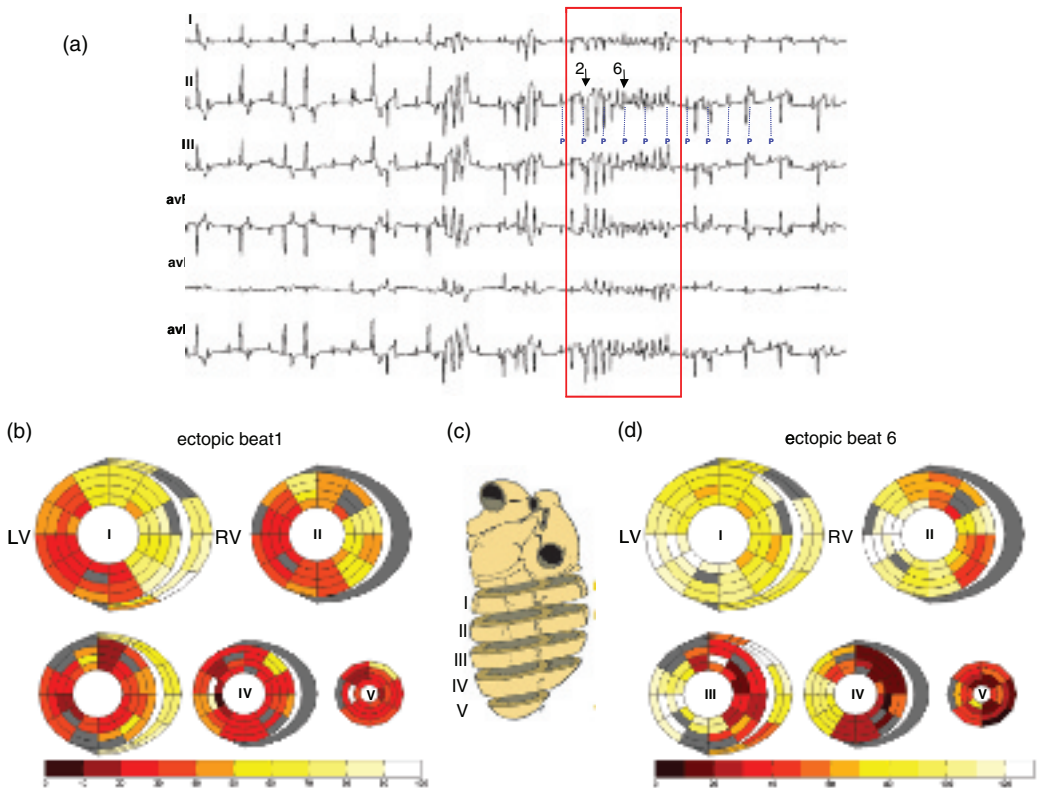 (a)
I
II
2 6
P P P P P P P P P P P
III
avl
avl
(b)
ectopic beat1
(c)
(d)
ectopic beat 6
LV I RV II
LV I RV II
I
II
III
IV
V
IV V
III IV V